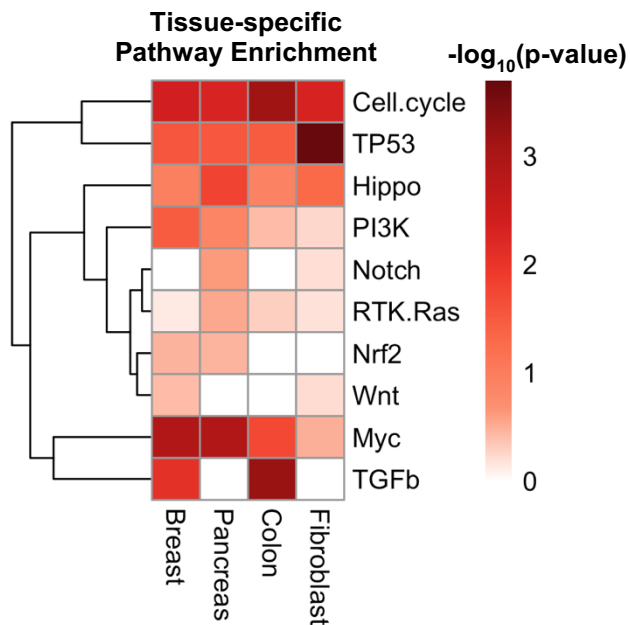 Tissue-specific
Pathway Enrichment
-log10(p-value)
Cell.cycle
TP53
Hippo
PI3K
Notch
RTK.Ras
Nrf2
Wnt
Myc
TGFb
3
2
1
0
Breast
Pancreas
Colon
Fibroblast